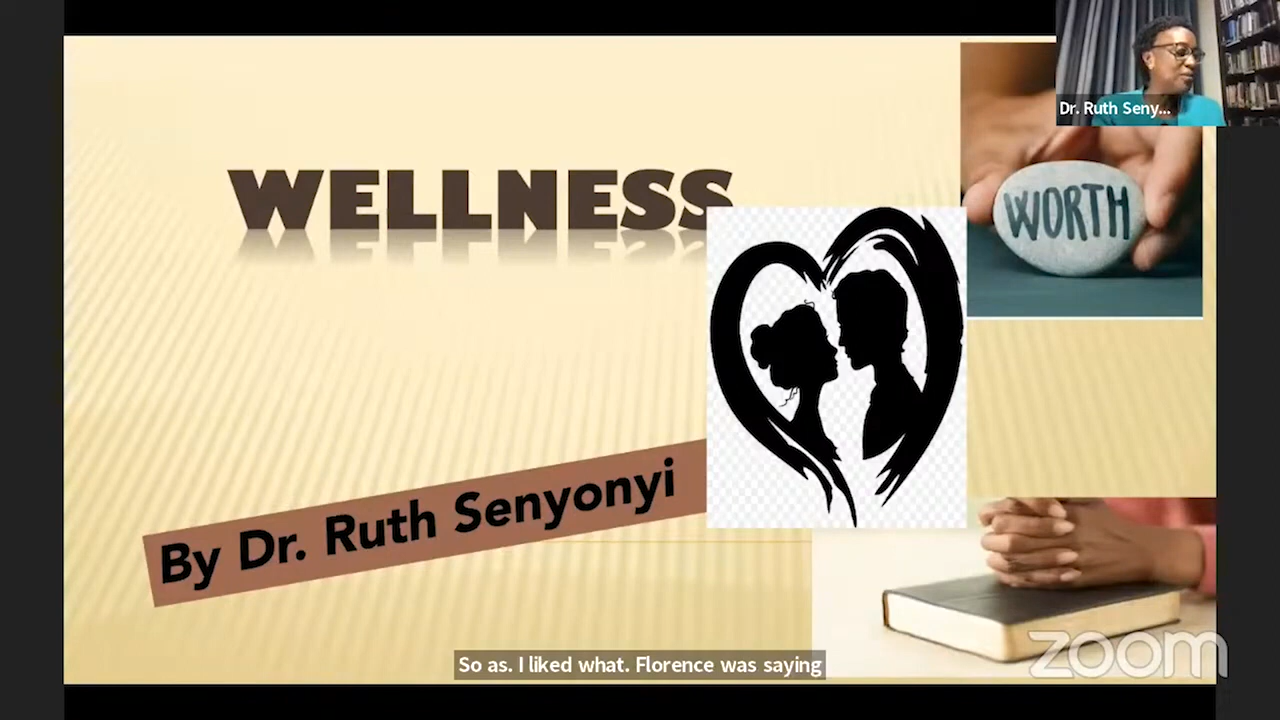 Dr. Ruth Seny...
WELLNESS
WORTH
By Dr. Ruth Senyonyi
So as. I liked what. Florence was saying
zoom